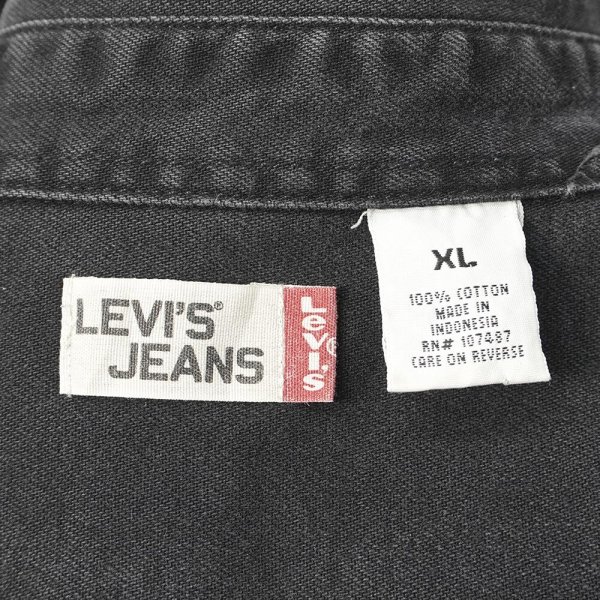 LEVI'S®
JEANS
Levi's®
XL
100% COTTON
MADE IN
INDONESIA
RN# 107487
CARE ON REVERSE